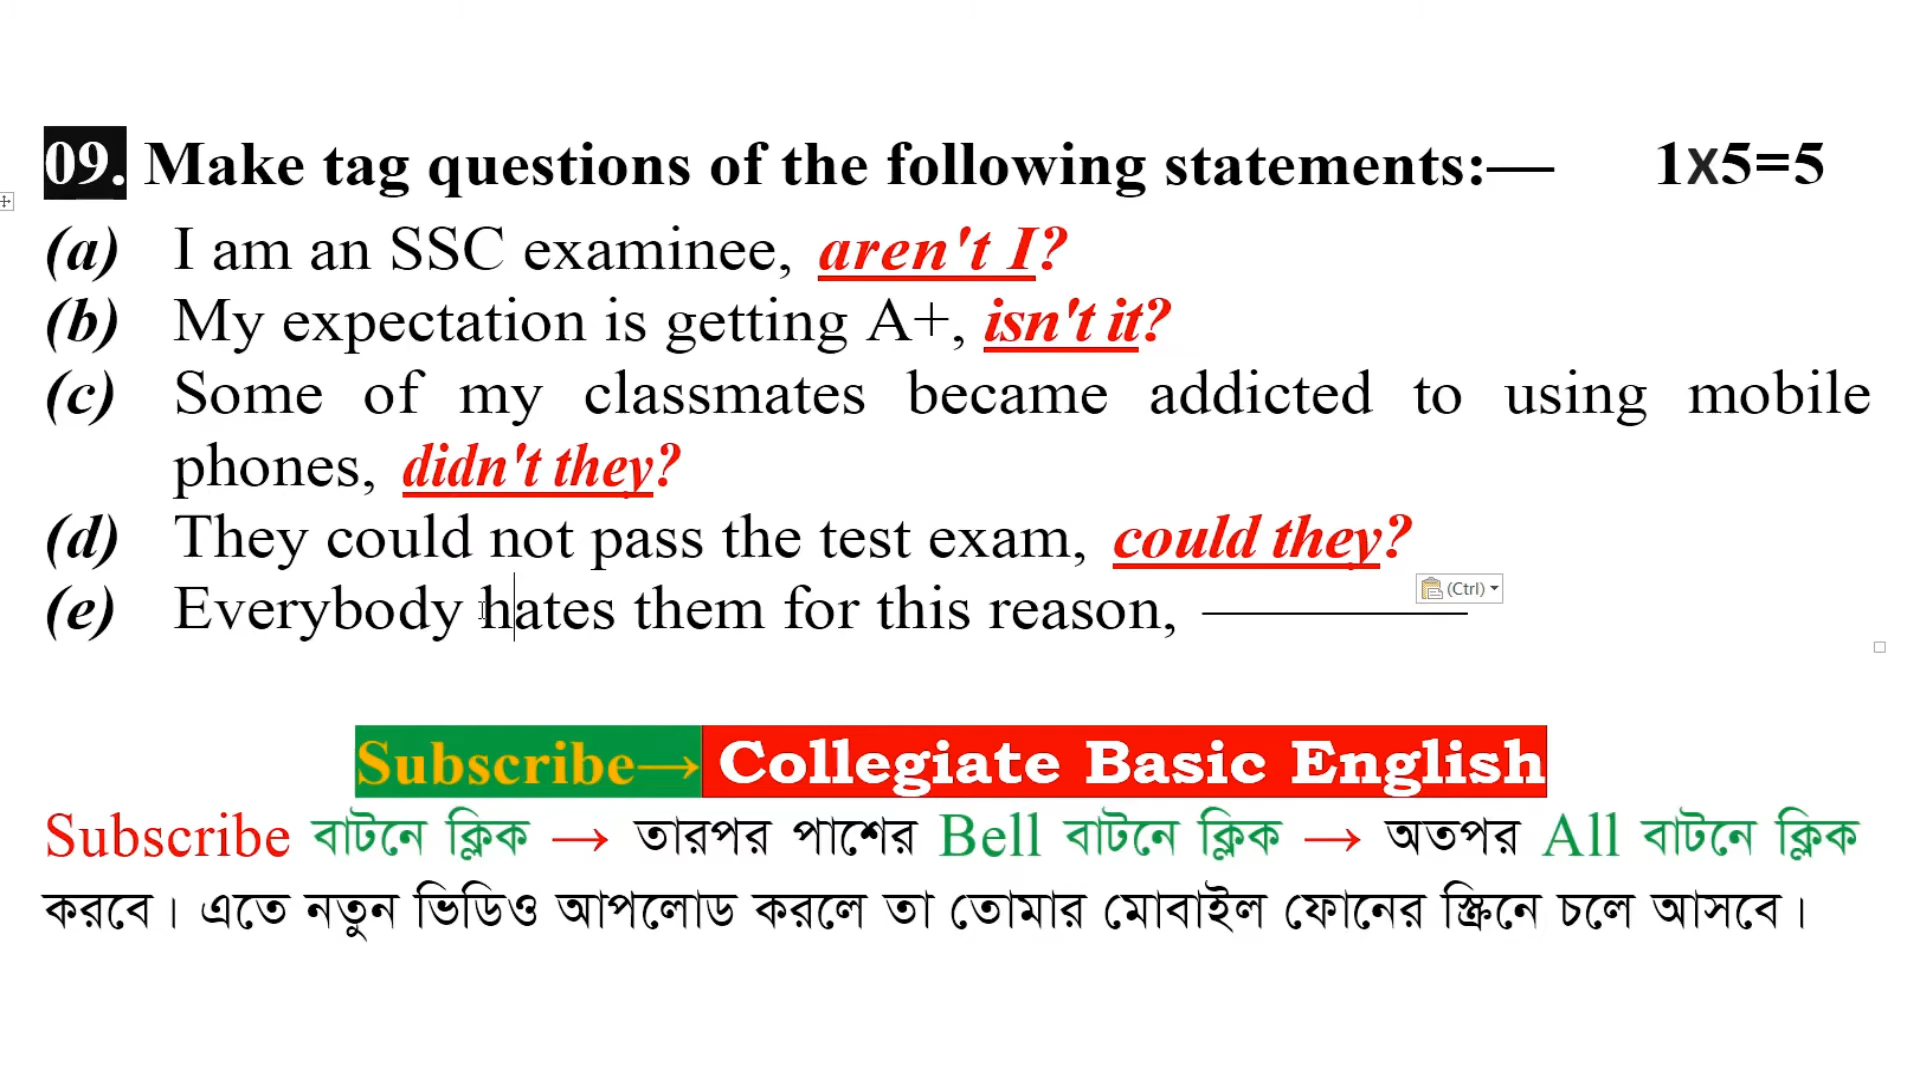 09. Make tag questions of the following statements:— 1x5=5
(a) I am an SSC examinee, aren't I?
(b) My expectation is getting A+, isn't it?
(c) Some of my classmates became addicted to using mobile
phones, didn't they?
(d) They could not pass the test exam, could they?
(Ctrl)
(e) Everybody hates them for this reason,
Subscribe→ Collegiate Basic English
Subscribe বাটনে ক্লিক → তারপর পাশের Bell বাটনে ক্লিক → অতপর All বাটনে ক্লিক
করবে। এতে নতুন ভিডিও আপলোড করলে তা তোমার মোবাইল ফোনের স্ক্রিনে চলে আসবে।